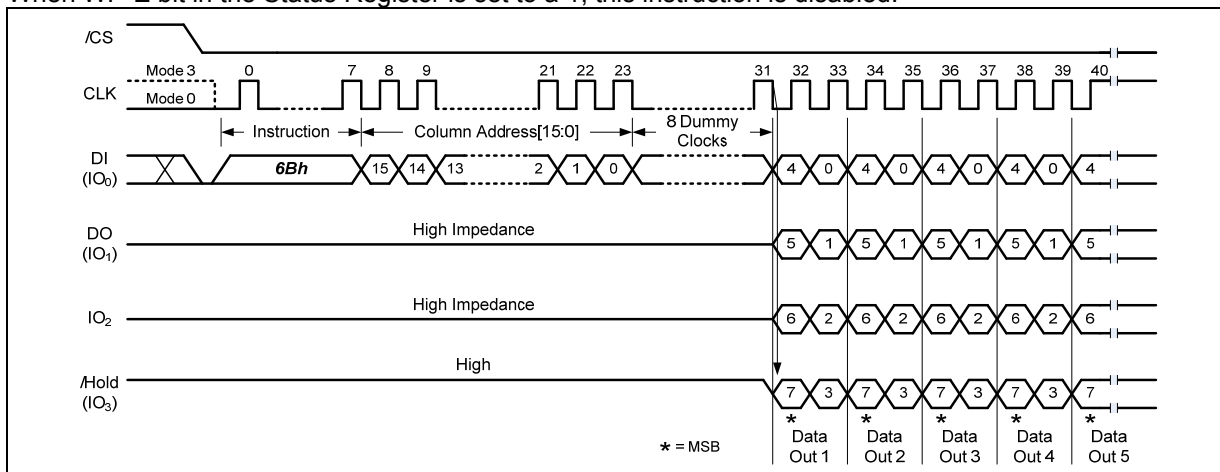 When WP-E bit in the Status Register is set to a 1, this instruction is disabled.
/CS
Mode 3 0 7 8 9 21 22 23 31 32 33 34 35 36 37 38 39 40
CLK
Mode 0
Instruction Column Address[15:0] 8 Dummy
Clocks
DI
(IO₀)
6Bh 15 14 13 2 1 0 4 0 4 0 4 0 4 0 4
High Impedance
DO
(IO₁)
5 1 5 1 5 1 5 1 5
High Impedance
IO₂
6 2 6 2 6 2 6 2 6
High
/Hold
(IO₃)
7 3 7 3 7 3 7 3 7
* * * * *
* = MSB
Data Data Data Data Data
Out 1 Out 2 Out 3 Out 4 Out 5